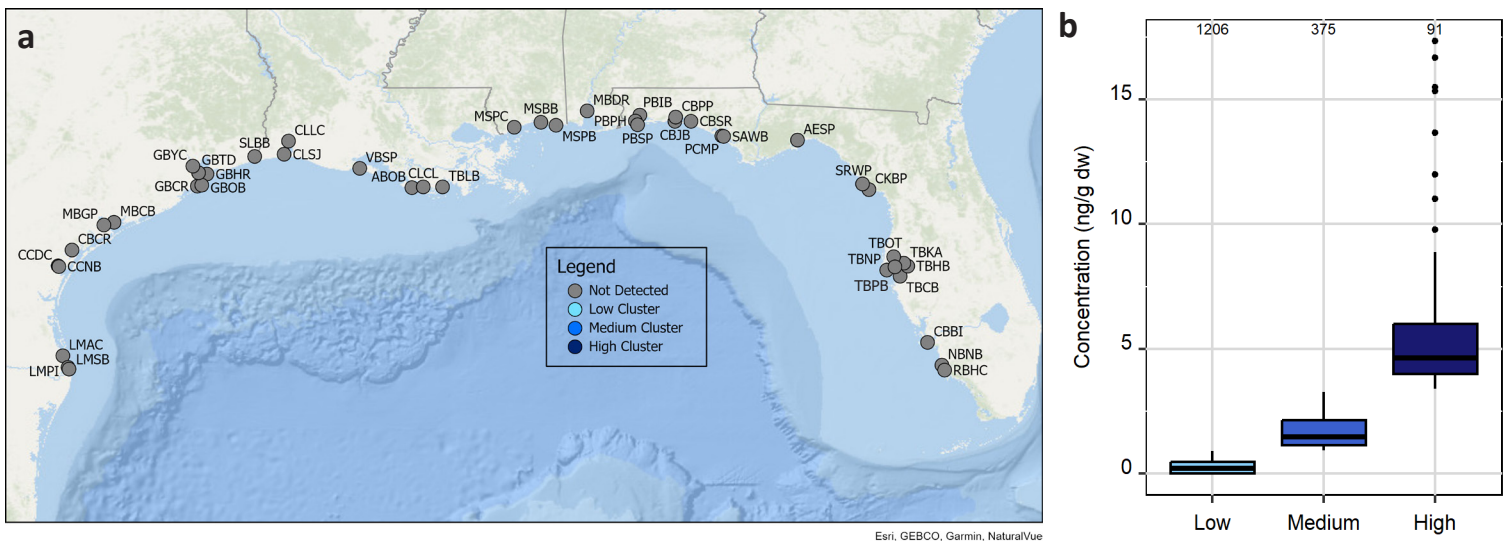 a
MBDR
PBIB
CBPP
MSBB
MSPC
PBPH
CBSR
MSPB
PBSP
CBJB
SAWB
PCMP
AESP
CLLC
SLBB
CLSJ
GBYC
GBTD
GBHR
GBCR
GBOB
VBSP
ABOB
CLCL
TBLB
SRWP
CKBP
MBGP
MBCB
CBCR
CCDC
CCNB
TBOT
TBKA
TBNP
TBHB
TBPB
TBCB
Legend
Not Detected
Low Cluster
Medium Cluster
High Cluster
CBBI
LMAC
LMSB
LMPI
NBNB
RBHC
Esri, GEBCO, Garmin, NaturalVue
b
1206 375 91
Concentration (ng/g dw)
15
10
5
0
Low Medium High